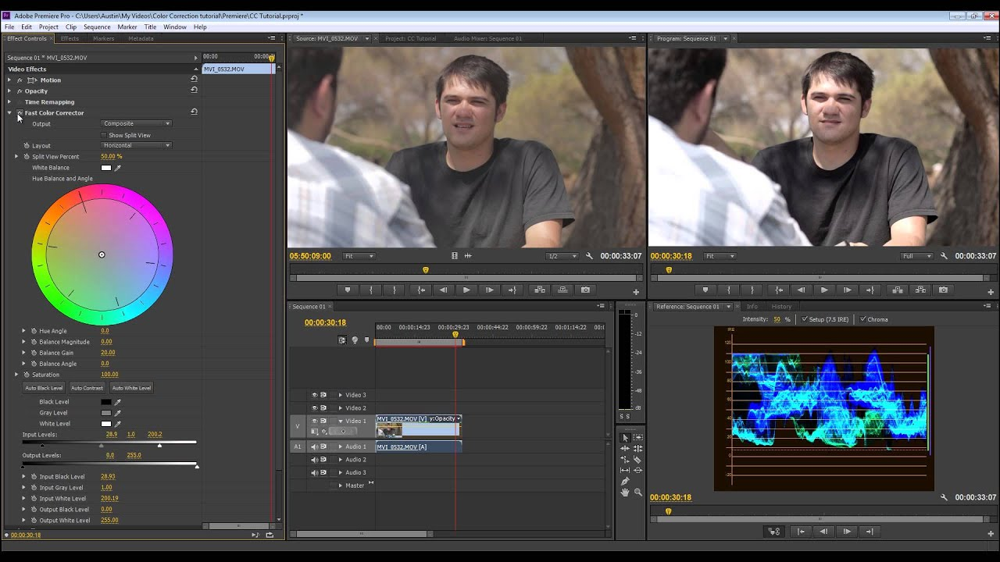 Adobe Premiere Pro - C:\Users\Austin\My Videos\Color Correction tutorial\Premiere\CC Tutorial.prproj *
File Edit Project Clip Sequence Marker Title Window Help
Effect Controls Effects Markers Metadata
Sequence 01 * MVI_0532.MOV
00:00
MVI_0532.MOV
Video Effects
Motion
Opacity
Time Remapping
Fast Color Corrector
Output Composite
Show Split View
Layout Horizontal
Split View Percent 50.00 %
White Balance
Hue Balance and Angle
Hue Angle 0.0
Balance Magnitude 0.00
Balance Gain 20.00
Balance Angle 0.0
Saturation 100.00
Auto Black Level Auto Contrast Auto White Level
Black Level
Gray Level
White Level
Input Levels: 28.9 1.0 200.2
Output Levels: 0.0 255.0
Input Black Level 28.93
Input Gray Level 1.00
Input White Level 200.19
Output Black Level 0.00
Output White Level 255.00
00:00:30:18
Source: MVI_0532.MOV Project: CC Tutorial Audio Mixer: Sequence 01
05:50:09:00 Fit 1/2 00:00:33:07
Program: Sequence 01
00:00:30:18 Fit Full 00:00:33:07
Sequence 01
00:00:30:18
00:00 00:00:14:23 00:00:29:23 00:00:44:22 00:00:59:22 00:01:14:22 00:0
Video 3
Video 2
V Video 1 MVI_0532.MOV [V] y:Opacity
A1 Audio 1 MVI_0532.MOV [A]
Audio 2
Audio 3
Master
0
-12
-24
-36
-48
dB
S S
Reference: Sequence 01 Info History
Intensity: 50 % Setup (7.5 IRE) Chroma
IRE
120
100
90
80
70
60
50
40
30
20
-20
00:00:30:18 00:00:33:07